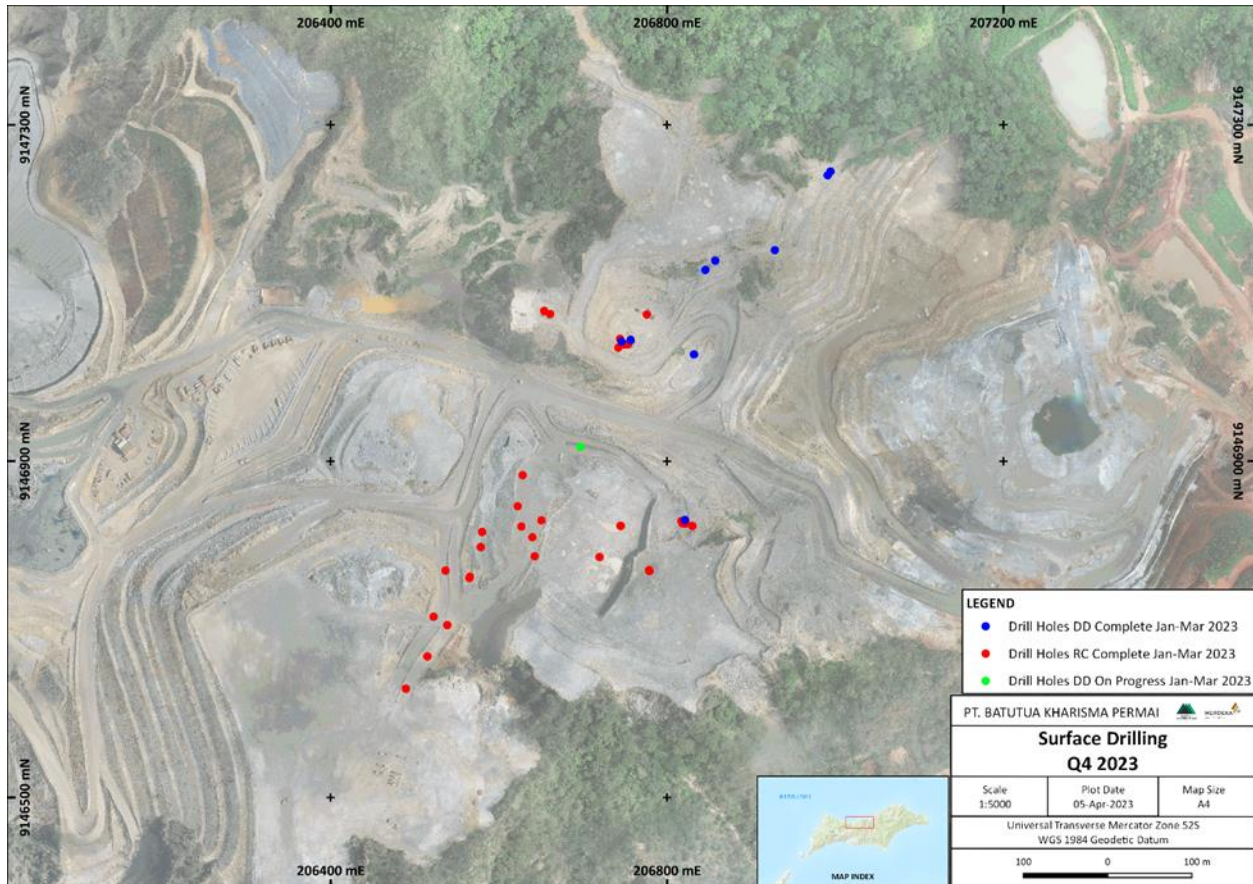 206400 mE
206800 mE
207200 mE
9147300 mN
9147300 mN
9146900 mN
9146900 mN
9146500 mN
206400 mE
206800 mE
LEGEND
Drill Holes DD Complete Jan-Mar 2023
Drill Holes RC Complete Jan-Mar 2023
Drill Holes DD On Progress Jan-Mar 2023
PT. BATUTUA KHARISMA PERMAI
MERDEKA
Surface Drilling
Q4 2023
Scale
1:5000
Plot Date
05-Apr-2023
Map Size
A4
Universal Transverse Mercator Zone 52S
WGS 1984 Geodetic Datum
100 0 100 m
MAP INDEX